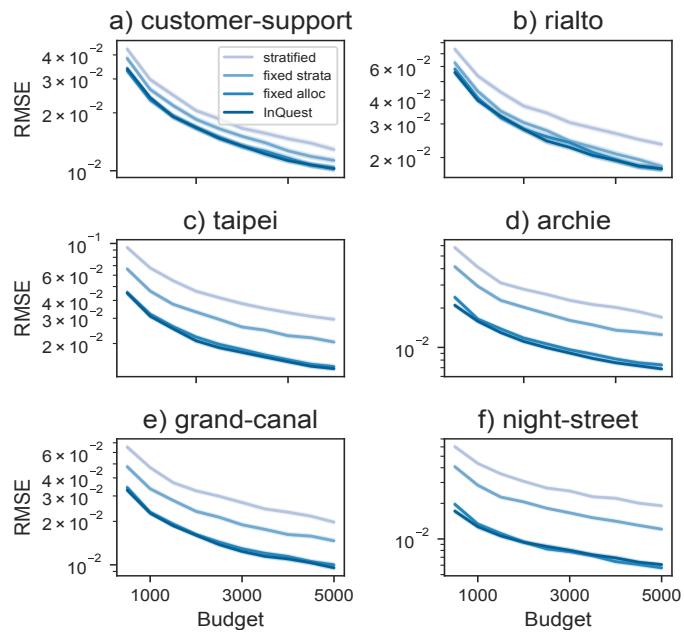 a) customer-support
b) rialto
RMSE
4 × 10⁻²
3 × 10⁻²
2 × 10⁻²
10⁻²
stratified
fixed strata
fixed alloc
InQuest
6 × 10⁻²
4 × 10⁻²
3 × 10⁻²
2 × 10⁻²
c) taipei
d) archie
RMSE
10⁻¹
6 × 10⁻²
4 × 10⁻²
3 × 10⁻²
2 × 10⁻²
10⁻²
e) grand-canal
f) night-street
RMSE
6 × 10⁻²
4 × 10⁻²
3 × 10⁻²
2 × 10⁻²
10⁻²
10⁻²
1000 3000 5000
1000 3000 5000
Budget
Budget